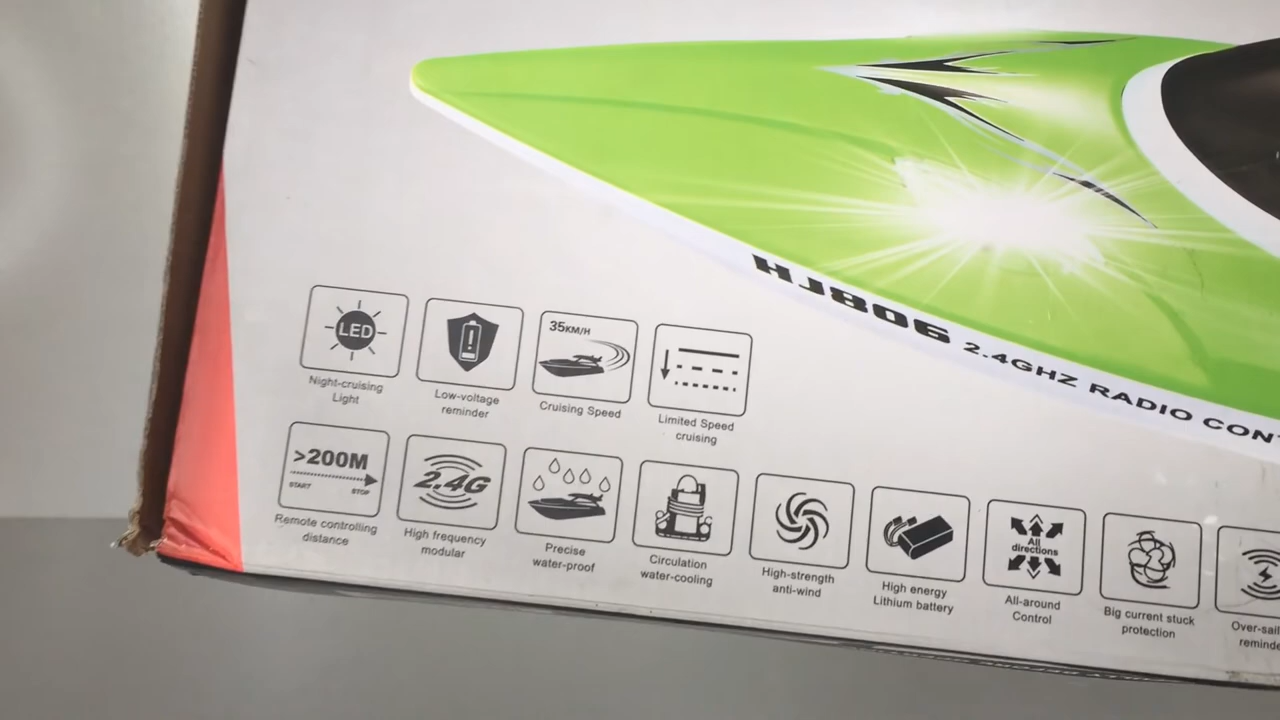 HJ806 2.4GHZ RADIO CONT
LED
Night-cruising
Light
Low-voltage
reminder
35KM/H
Cruising Speed
Limited Speed
cruising
>200M
START STOP
Remote controlling
distance
2.4G
High frequency
modular
Precise
water-proof
Circulation
water-cooling
High-strength
anti-wind
High energy
Lithium battery
All
directions
All-around
Control
Big current stuck
protection
Over-sail
reminde